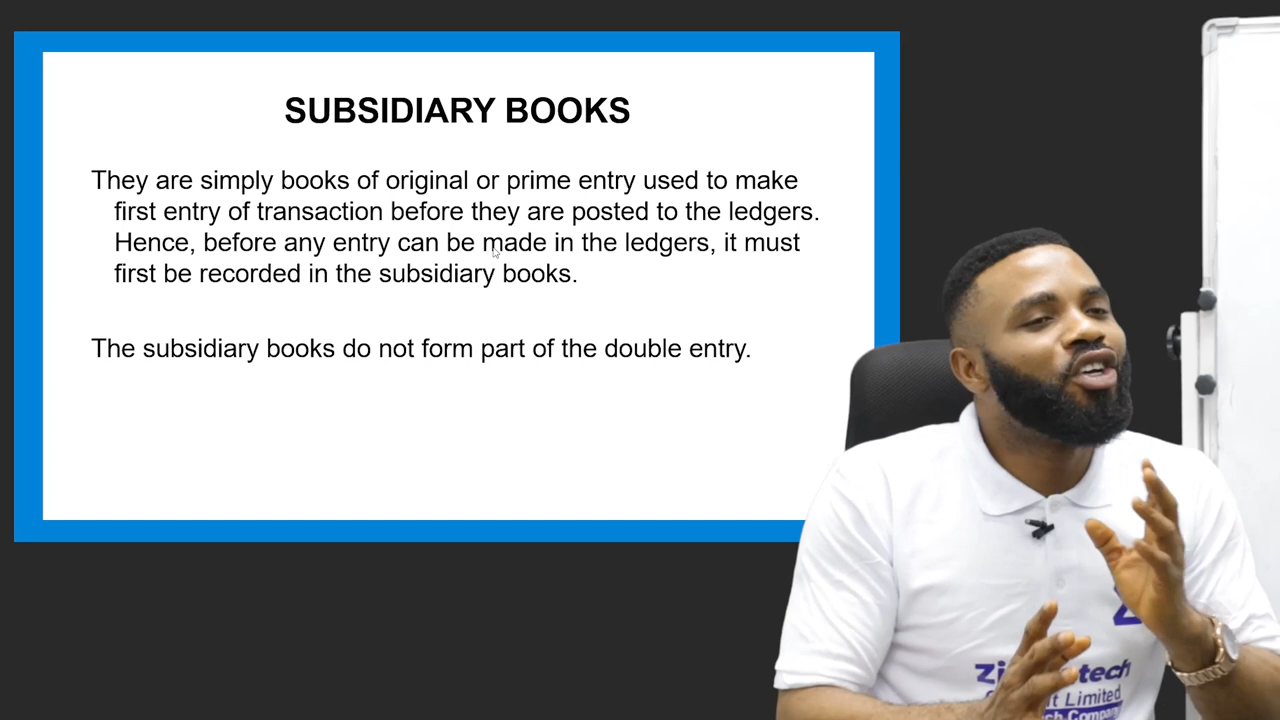 SUBSIDIARY BOOKS
They are simply books of original or prime entry used to make
first entry of transaction before they are posted to the ledgers.
Hence, before any entry can be made in the ledgers, it must
first be recorded in the subsidiary books.
The subsidiary books do not form part of the double entry.
Limited